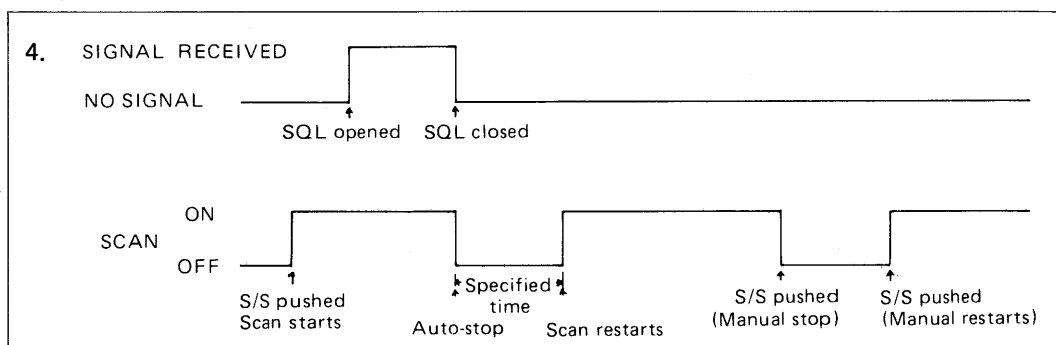 4. SIGNAL RECEIVED
NO SIGNAL
SQL opened SQL closed
ON
SCAN
OFF
S/S pushed
Scan starts
Specified
time
Auto-stop
Scan restarts
S/S pushed
(Manual stop)
S/S pushed
(Manual restarts)